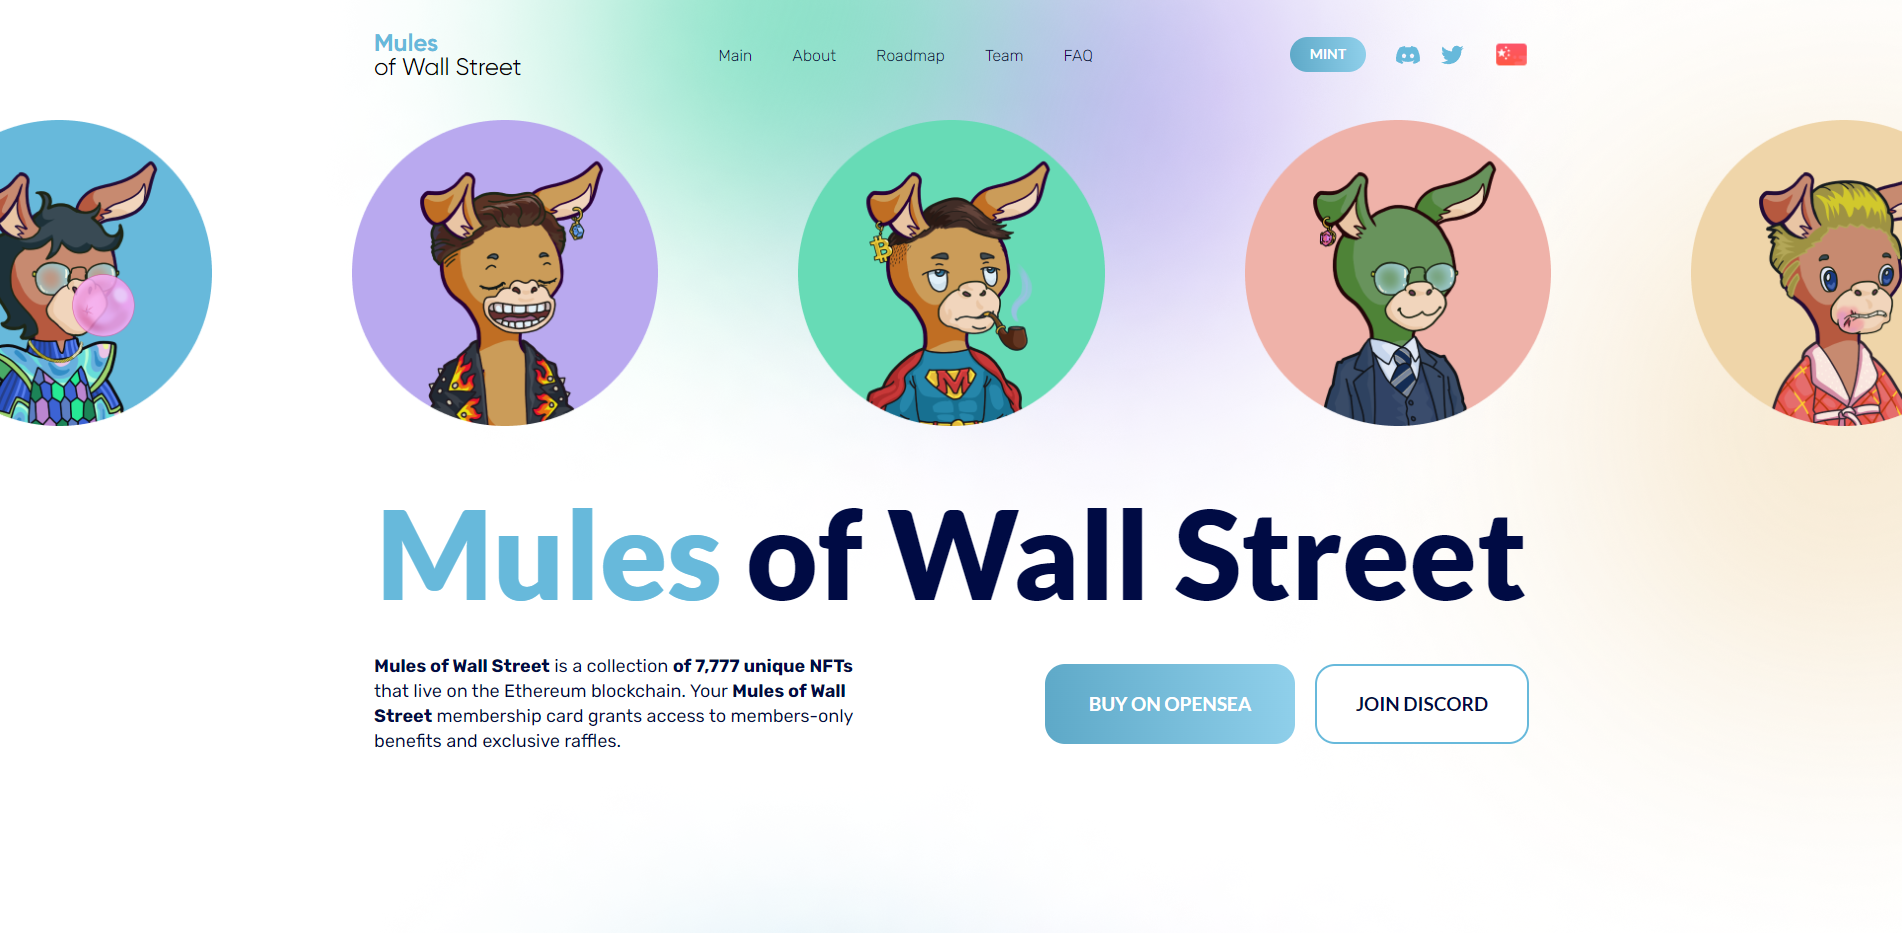 Mules
of Wall Street
Main
About
Roadmap
Team
FAQ
MINT
Mules of Wall Street
Mules of Wall Street is a collection of 7,777 unique NFTs
that live on the Ethereum blockchain. Your Mules of Wall
Street membership card grants access to members-only
benefits and exclusive raffles.
BUY ON OPENSEA
JOIN DISCORD